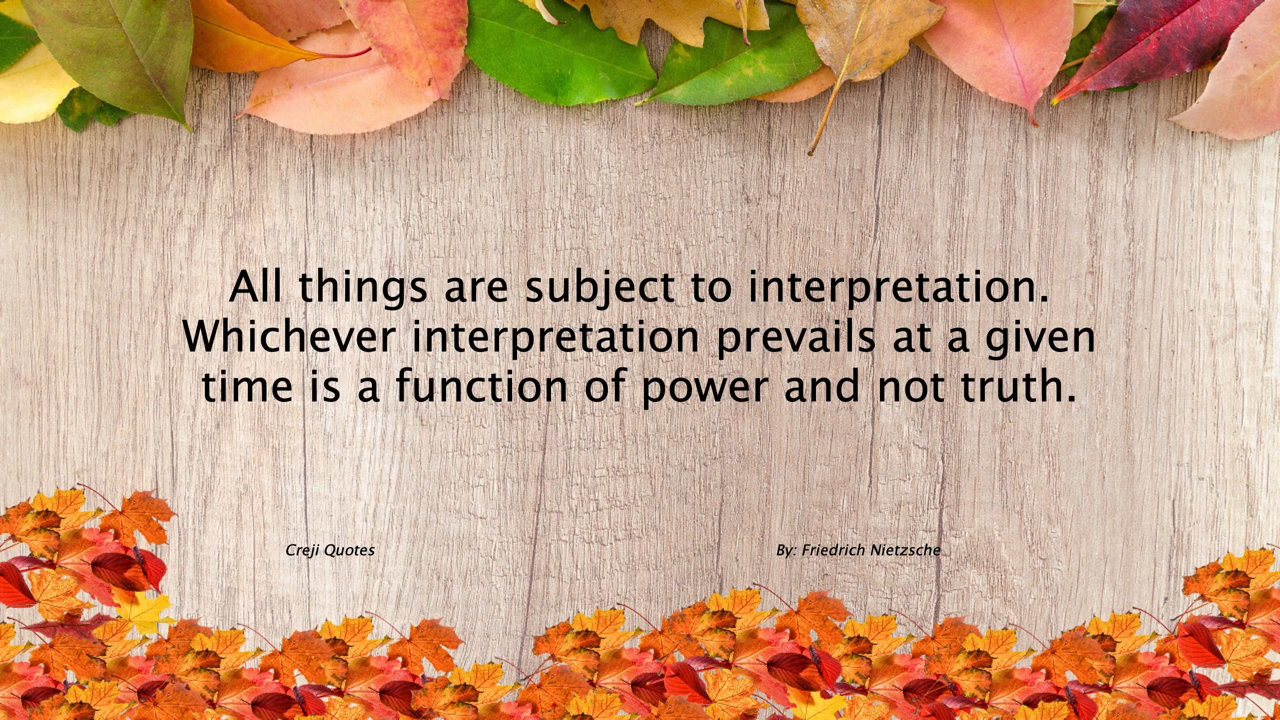 All things are subject to interpretation.
Whichever interpretation prevails at a given
time is a function of power and not truth.
Creji Quotes
By: Friedrich Nietzsche